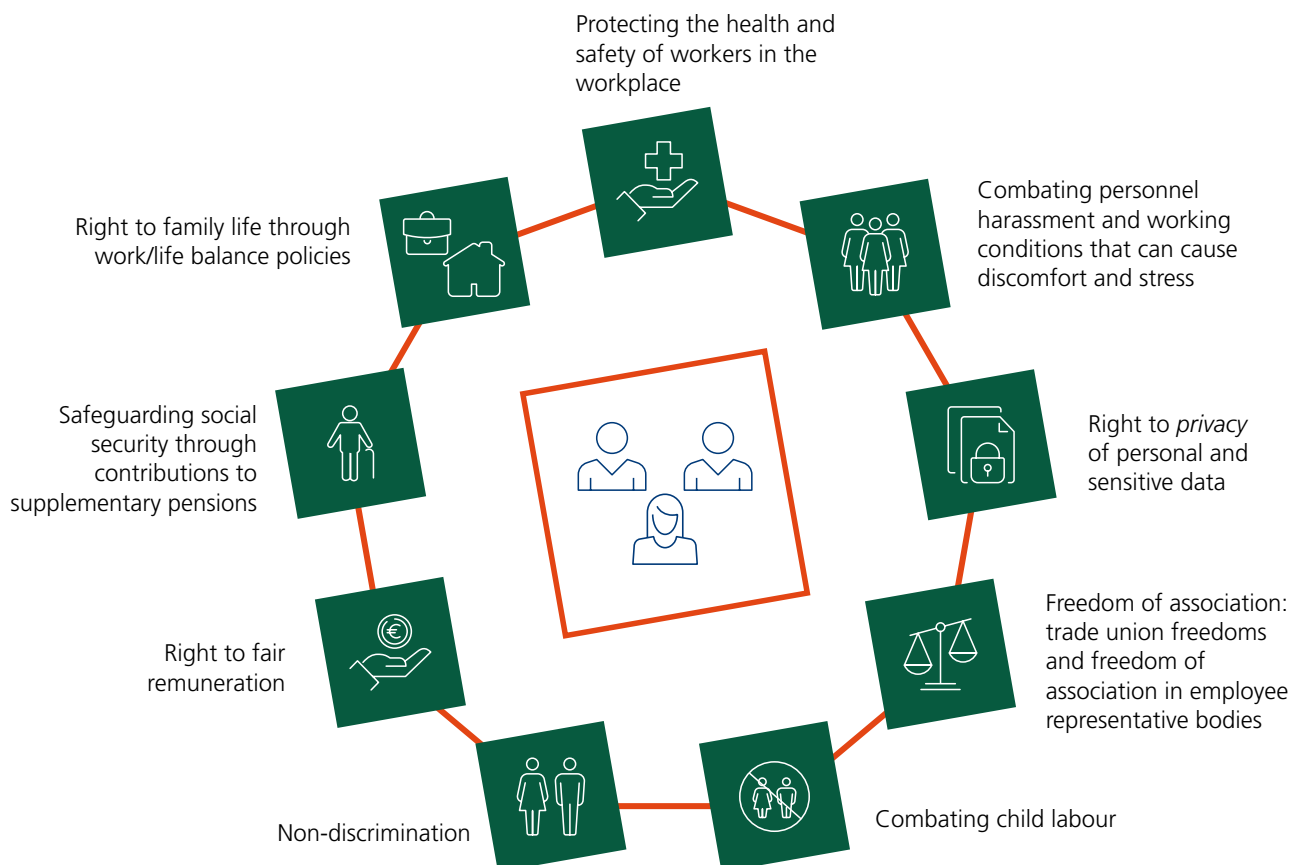 Protecting the health and
safety of workers in the
workplace
Combating personnel
harassment and working
conditions that can cause
discomfort and stress
Right to privacy
of personal and
sensitive data
Freedom of association:
trade union freedoms
and freedom of
association in employee
representative bodies
Combating child labour
Non-discrimination
Right to fair
remuneration
€
Safeguarding social
security through
contributions to
supplementary pensions
Right to family life through
work/life balance policies